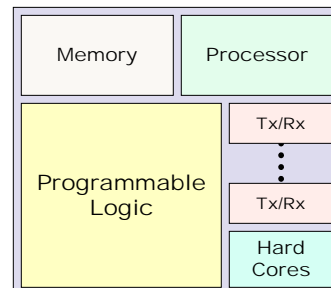 Memory
Processor
Programmable
Logic
Tx/Rx
Tx/Rx
Hard
Cores